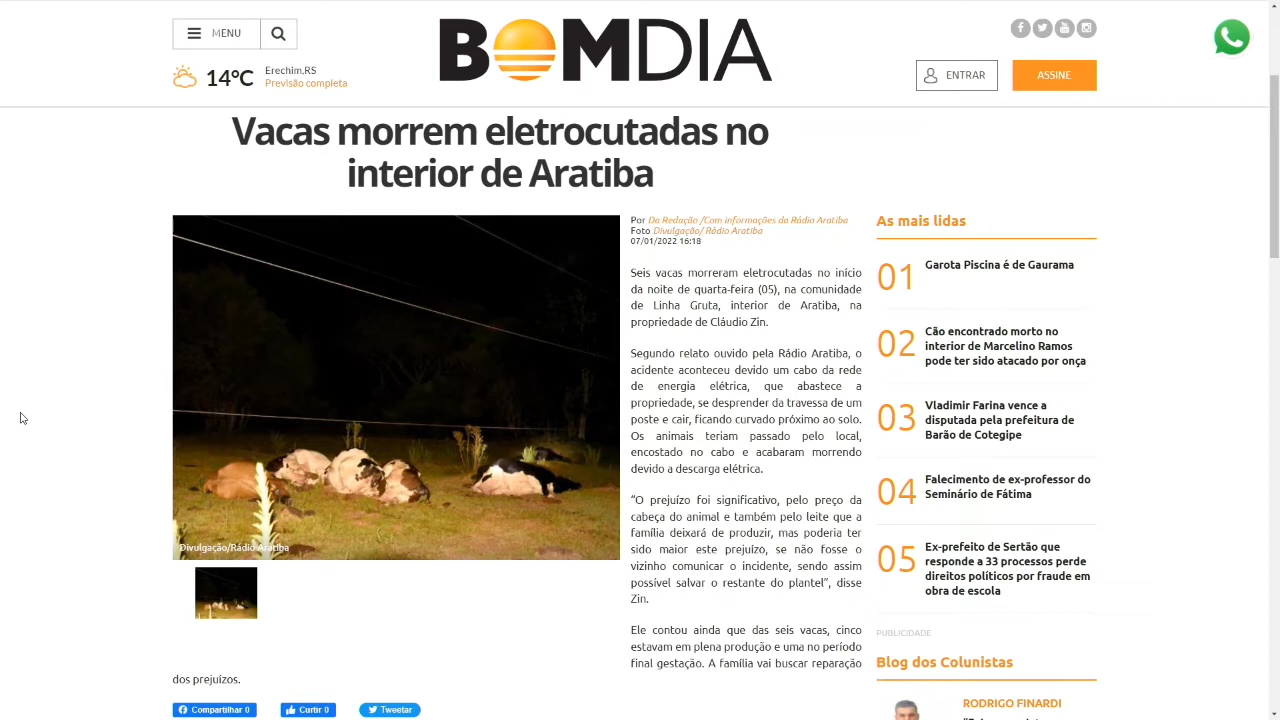 MENU
BOMDIA
14°C
Erechim,RS
Previsão completa
ENTRAR
ASSINE
Vacas morrem eletrocutadas no
interior de Aratiba
Divulgação/Rádio Aratiba
Por Da Redação /Com informações da Rádio Aratiba
Foto Divulgação/ Rádio Aratiba
07/01/2022 16:18
Seis vacas morreram eletrocutadas no início
da noite de quarta-feira (05), na comunidade
de Linha Gruta, interior de Aratiba, na
propriedade de Cláudio Zin.
Segundo relato ouvido pela Rádio Aratiba, o
acidente aconteceu devido um cabo da rede
de energia elétrica, que abastece a
propriedade, se desprender da travessa de um
poste e cair, ficando curvado próximo ao solo.
Os animais teriam passado pelo local,
encostado no cabo e acabaram morrendo
devido a descarga elétrica.
“O prejuízo foi significativo, pelo preço da
cabeça do animal e também pelo leite que a
família deixará de produzir, mas poderia ter
sido maior este prejuízo, se não fosse o
vizinho comunicar o incidente, sendo assim
possível salvar o restante do plantel”, disse
Zin.
Ele contou ainda que das seis vacas, cinco
estavam em plena produção e uma no período
final gestação. A família vai buscar reparação
dos prejuízos.
Compartilhar 0
Curtir 0
Tweetar
As mais lidas
01
Garota Piscina é de Gaurama
02
Cão encontrado morto no
interior de Marcelino Ramos
pode ter sido atacado por onça
03
Vladimir Farina vence a
disputada pela prefeitura de
Barão de Cotegipe
04
Falecimento de ex-professor do
Seminário de Fátima
05
Ex-prefeito de Sertão que
responde a 33 processos perde
direitos políticos por fraude em
obra de escola
PUBLICIDADE
Blog dos Colunistas
RODRIGO FINARDI